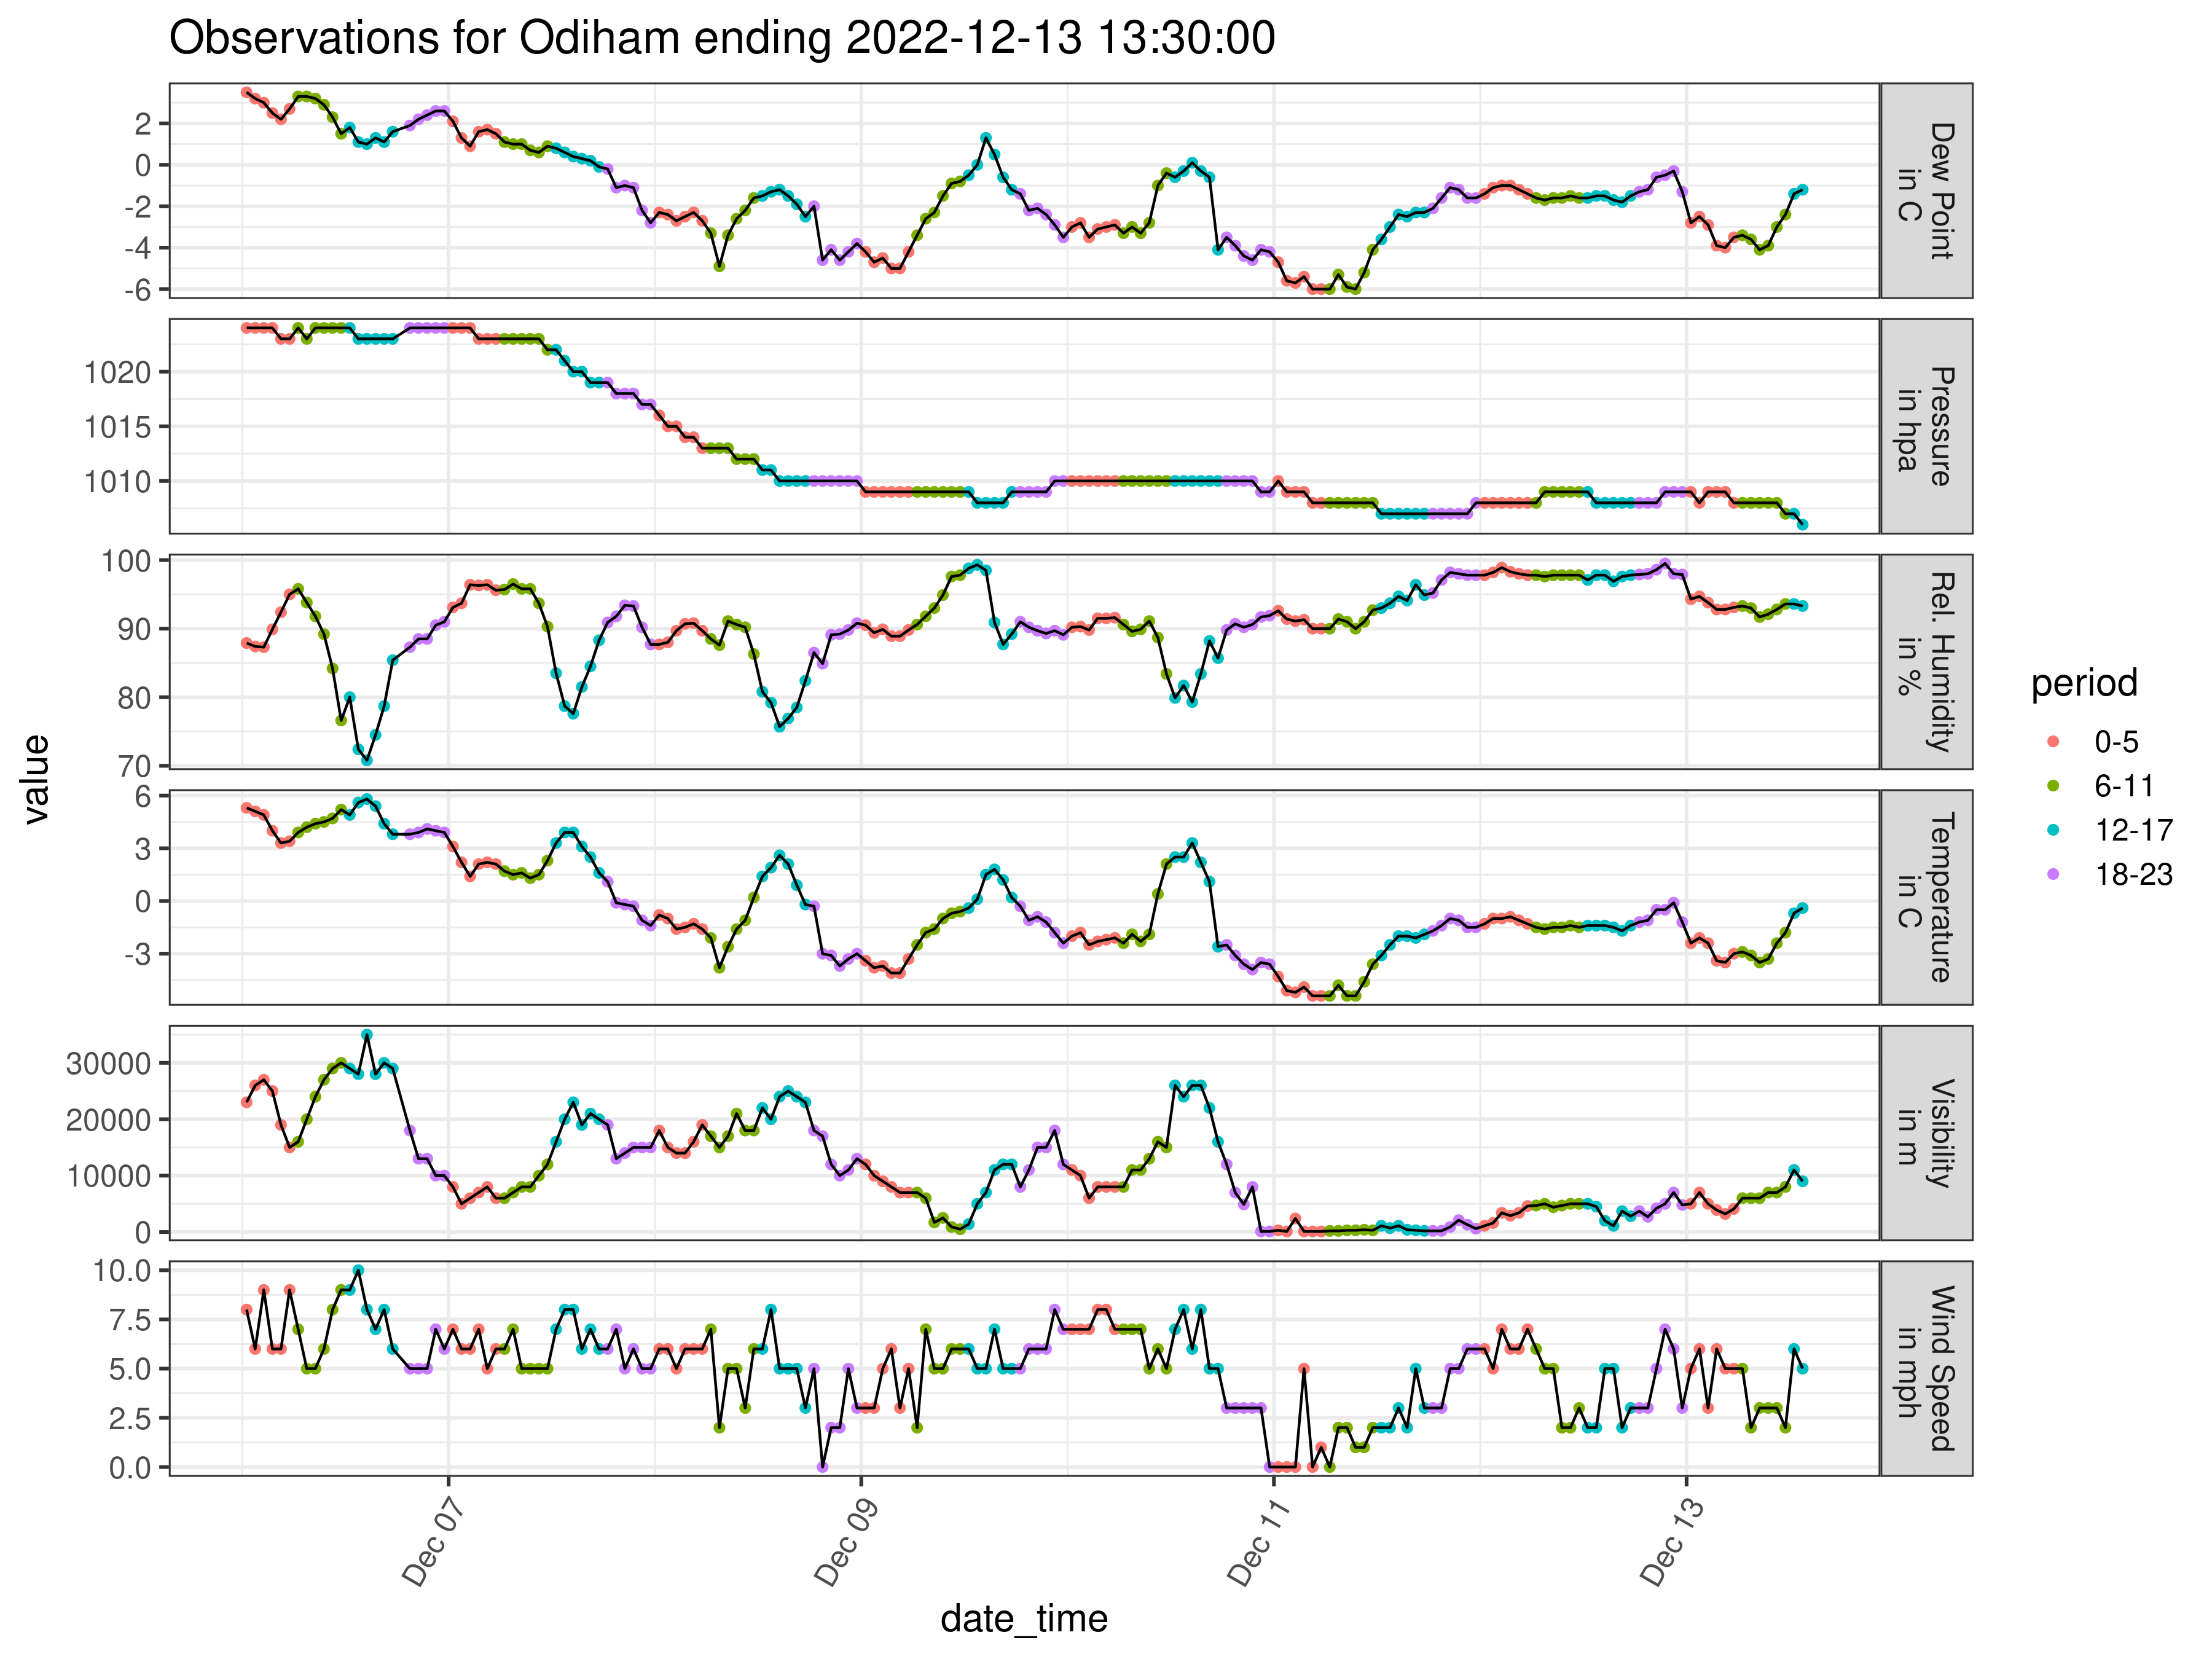 Observations for Odiham ending 2022-12-13 13:30:00
2
0
-2
-4
-6
Dew Point
in C
1020
1015
1010
Pressure
in hpa
100
90
80
70
Rel. Humidity
in %
6
3
0
-3
Temperature
in C
30000
20000
10000
0
Visibility
in m
10.0
7.5
5.0
2.5
0.0
Wind Speed
in mph
value
Dec 07
Dec 09
Dec 11
Dec 13
date_time
period
0-5
6-11
12-17
18-23